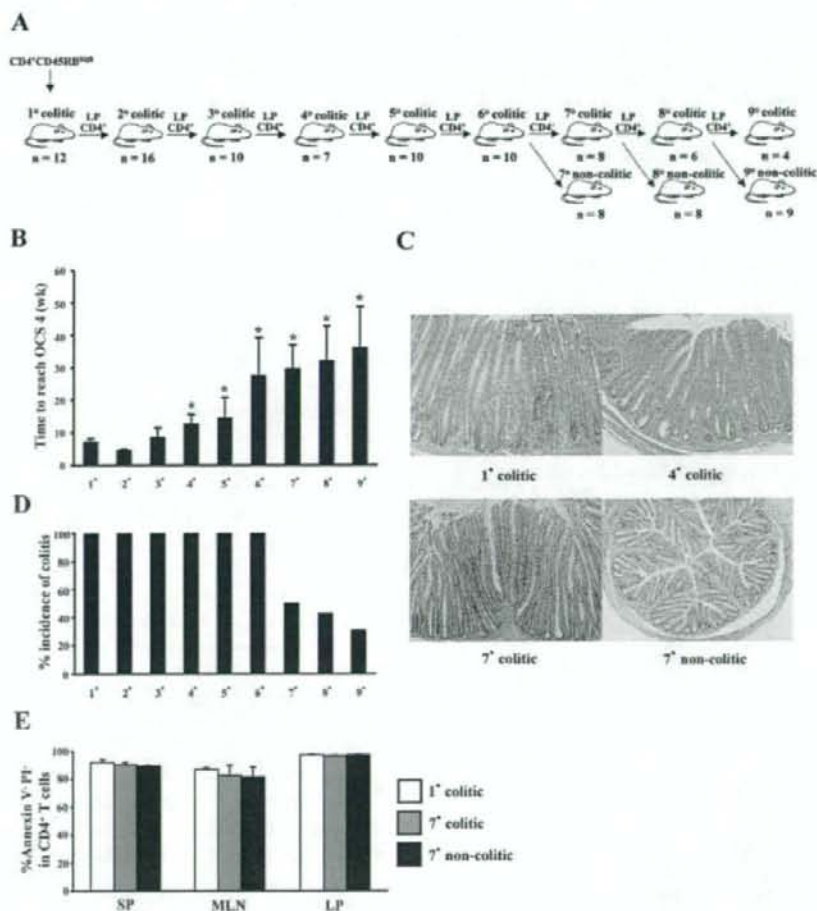 A
CD4⁺CD45RBʰⁱᵍʰ
1° colitic LP CD4⁺ 2° colitic LP CD4⁺ 3° colitic LP CD4⁺ 4° colitic LP CD4⁺ 5° colitic LP CD4⁺ 6° colitic LP CD4⁺ 7° colitic LP CD4⁺ 8° colitic LP CD4⁺ 9° colitic
n = 12 n = 16 n = 10 n = 7 n = 10 n = 10 n = 8 n = 6 n = 4
7° non-colitic 8° non-colitic 9° non-colitic
n = 8 n = 8 n = 9
B
Time to reach OCS 4 (wk)
60
50
40
30
20
10
0
* * * * * *
1° 2° 3° 4° 5° 6° 7° 8° 9°
C
1° colitic 4° colitic
7° colitic 7° non-colitic
D
% incidence of colitis
100
80
60
40
20
0
1° 2° 3° 4° 5° 6° 7° 8° 9°
E
%Annexin V⁻ PI⁻
in CD4⁺ T cells
100
80
60
40
20
0
SP MLN LP
1° colitic
7° colitic
7° non-colitic